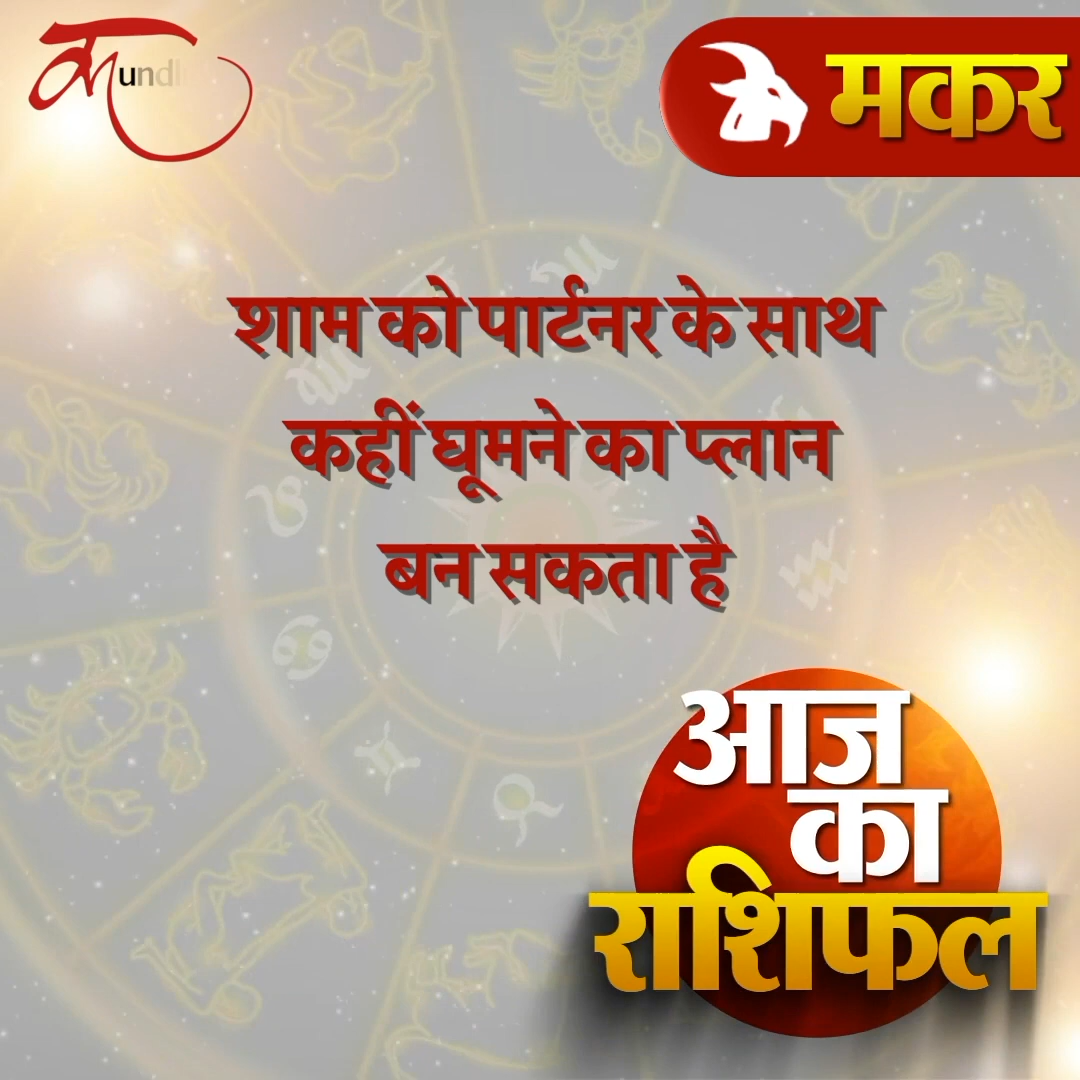 मकर
शाम को पार्टनर के साथ
कहीं घूमने का प्लान
बन सकता है
आज
का
राशिफल